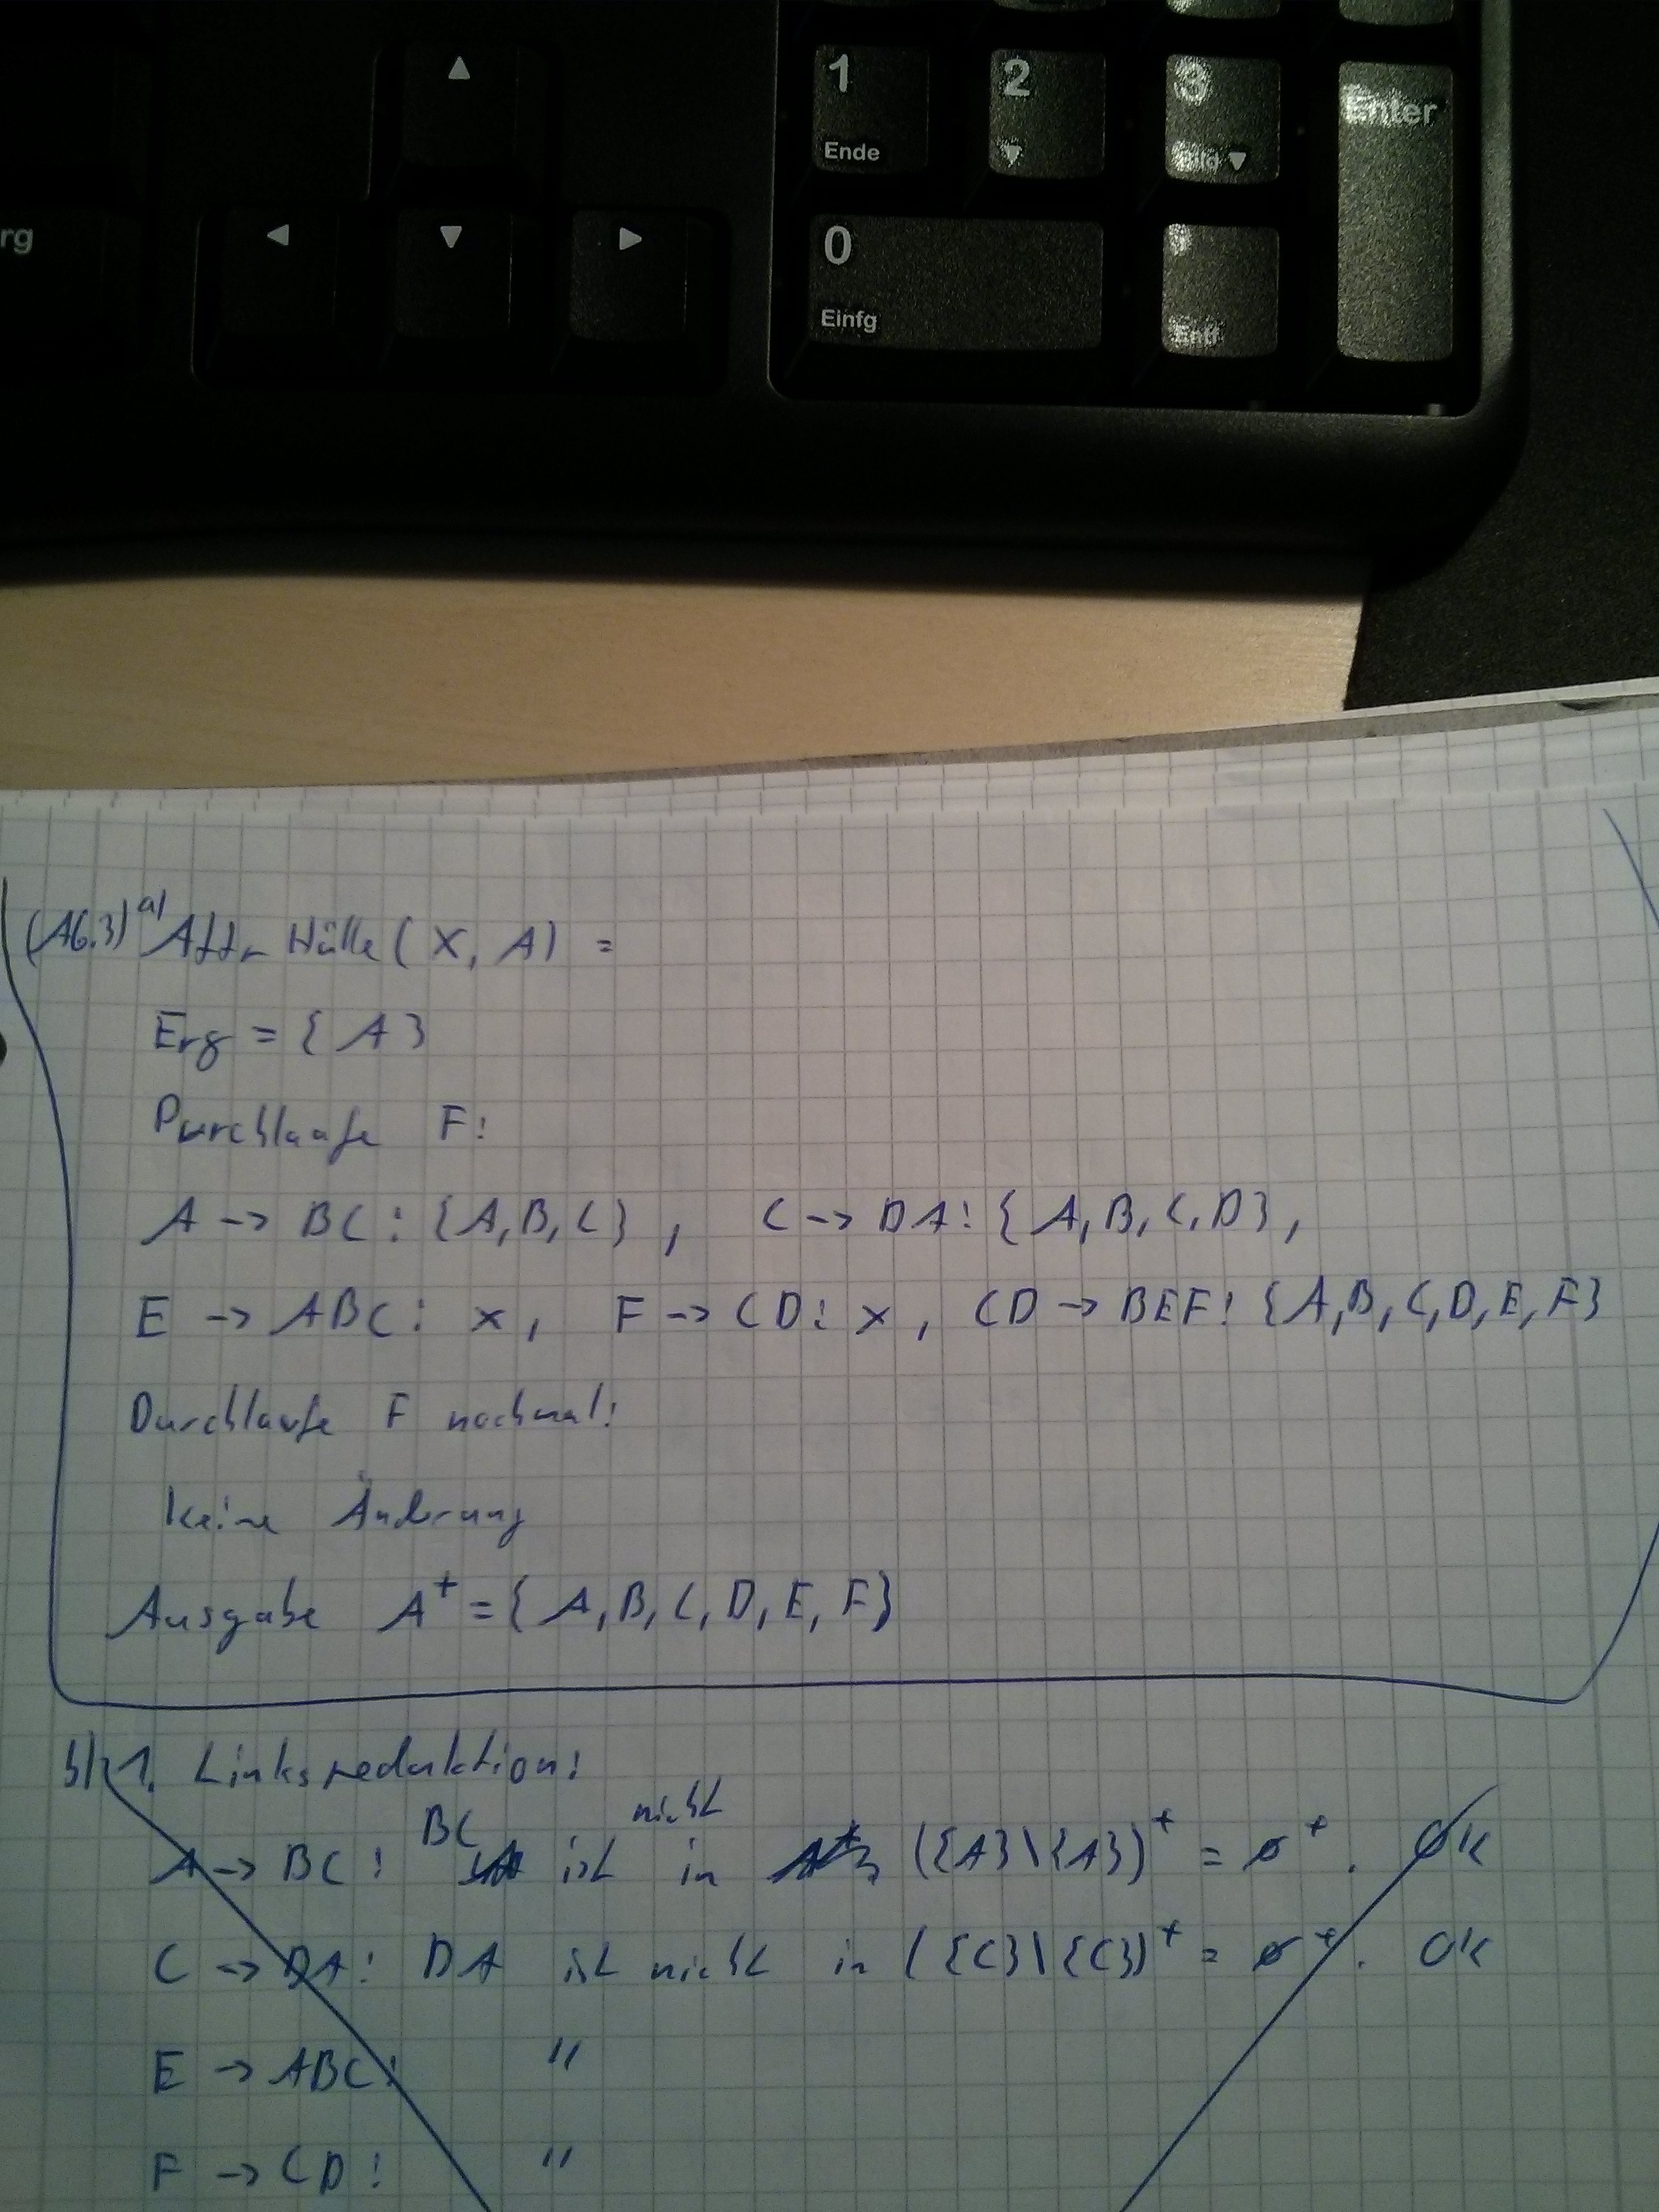 1
2
3
Enter
Ende
Bild
rg
0
Einfg
Entf
(A6.3) a) Attr Hülle (X, A) =
Erg = { A }
Durchlaufe F:
A -> BC: {A, B, C}, C -> DA: {A, B, C, D},
E -> ABC: x, F -> CD: x, CD -> BEF: {A, B, C, D, E, F}
Durchlaufe F nochmal:
keine Änderung
Ausgabe A⁺ = { A, B, C, D, E, F}
b) 1. Linksreduktion:
A -> BC: BC ist nicht in ({A}\{A})⁺ = ø⁺. OK
C -> DA: DA ist nicht in ({C}\{C})⁺ = ø⁺. OK
E -> ABC: "
F -> CD: "